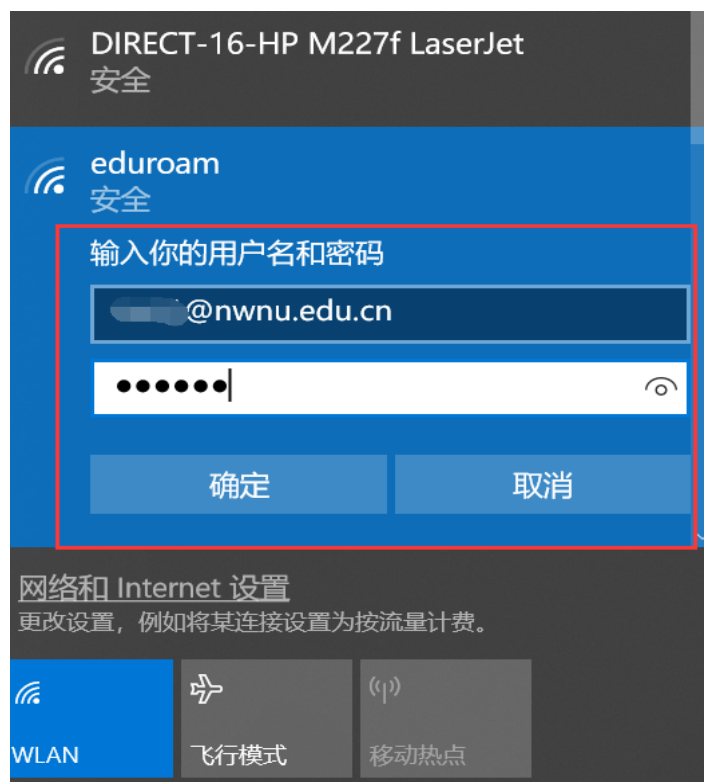 DIRECT-16-HP M227f LaserJet
安全
eduroam
安全
输入你的用户名和密码
@nwnu.edu.cn
••••••
确定
取消
网络和 Internet 设置
更改设置，例如将某连接设置为按流量计费。
WLAN
飞行模式
移动热点